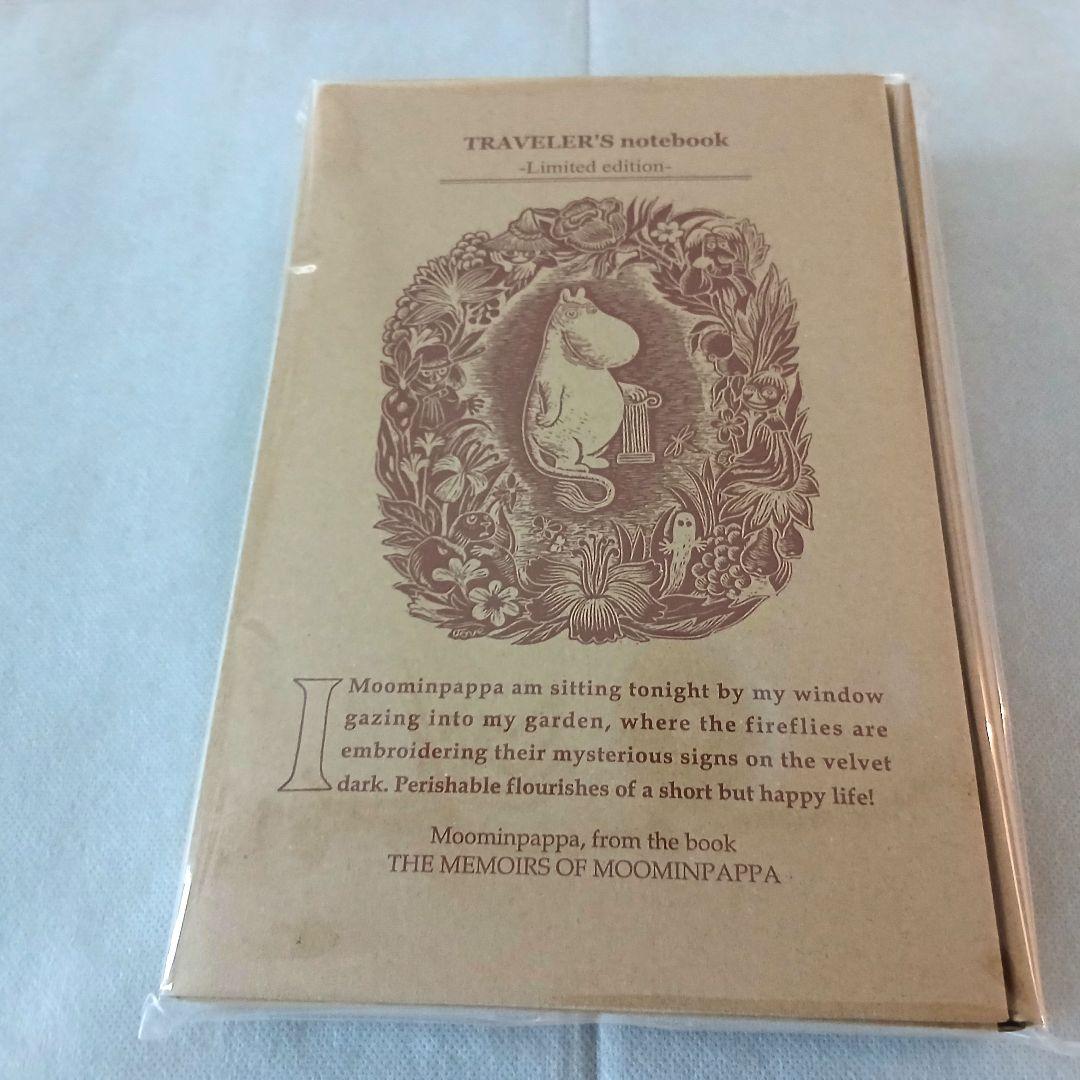 TRAVELER'S notebook
-Limited edition-
I Moominpappa am sitting tonight by my window
gazing into my garden, where the fireflies are
embroidering their mysterious signs on the velvet
dark. Perishable flourishes of a short but happy life!
Moominpappa, from the book
THE MEMOIRS OF MOOMINPAPPA